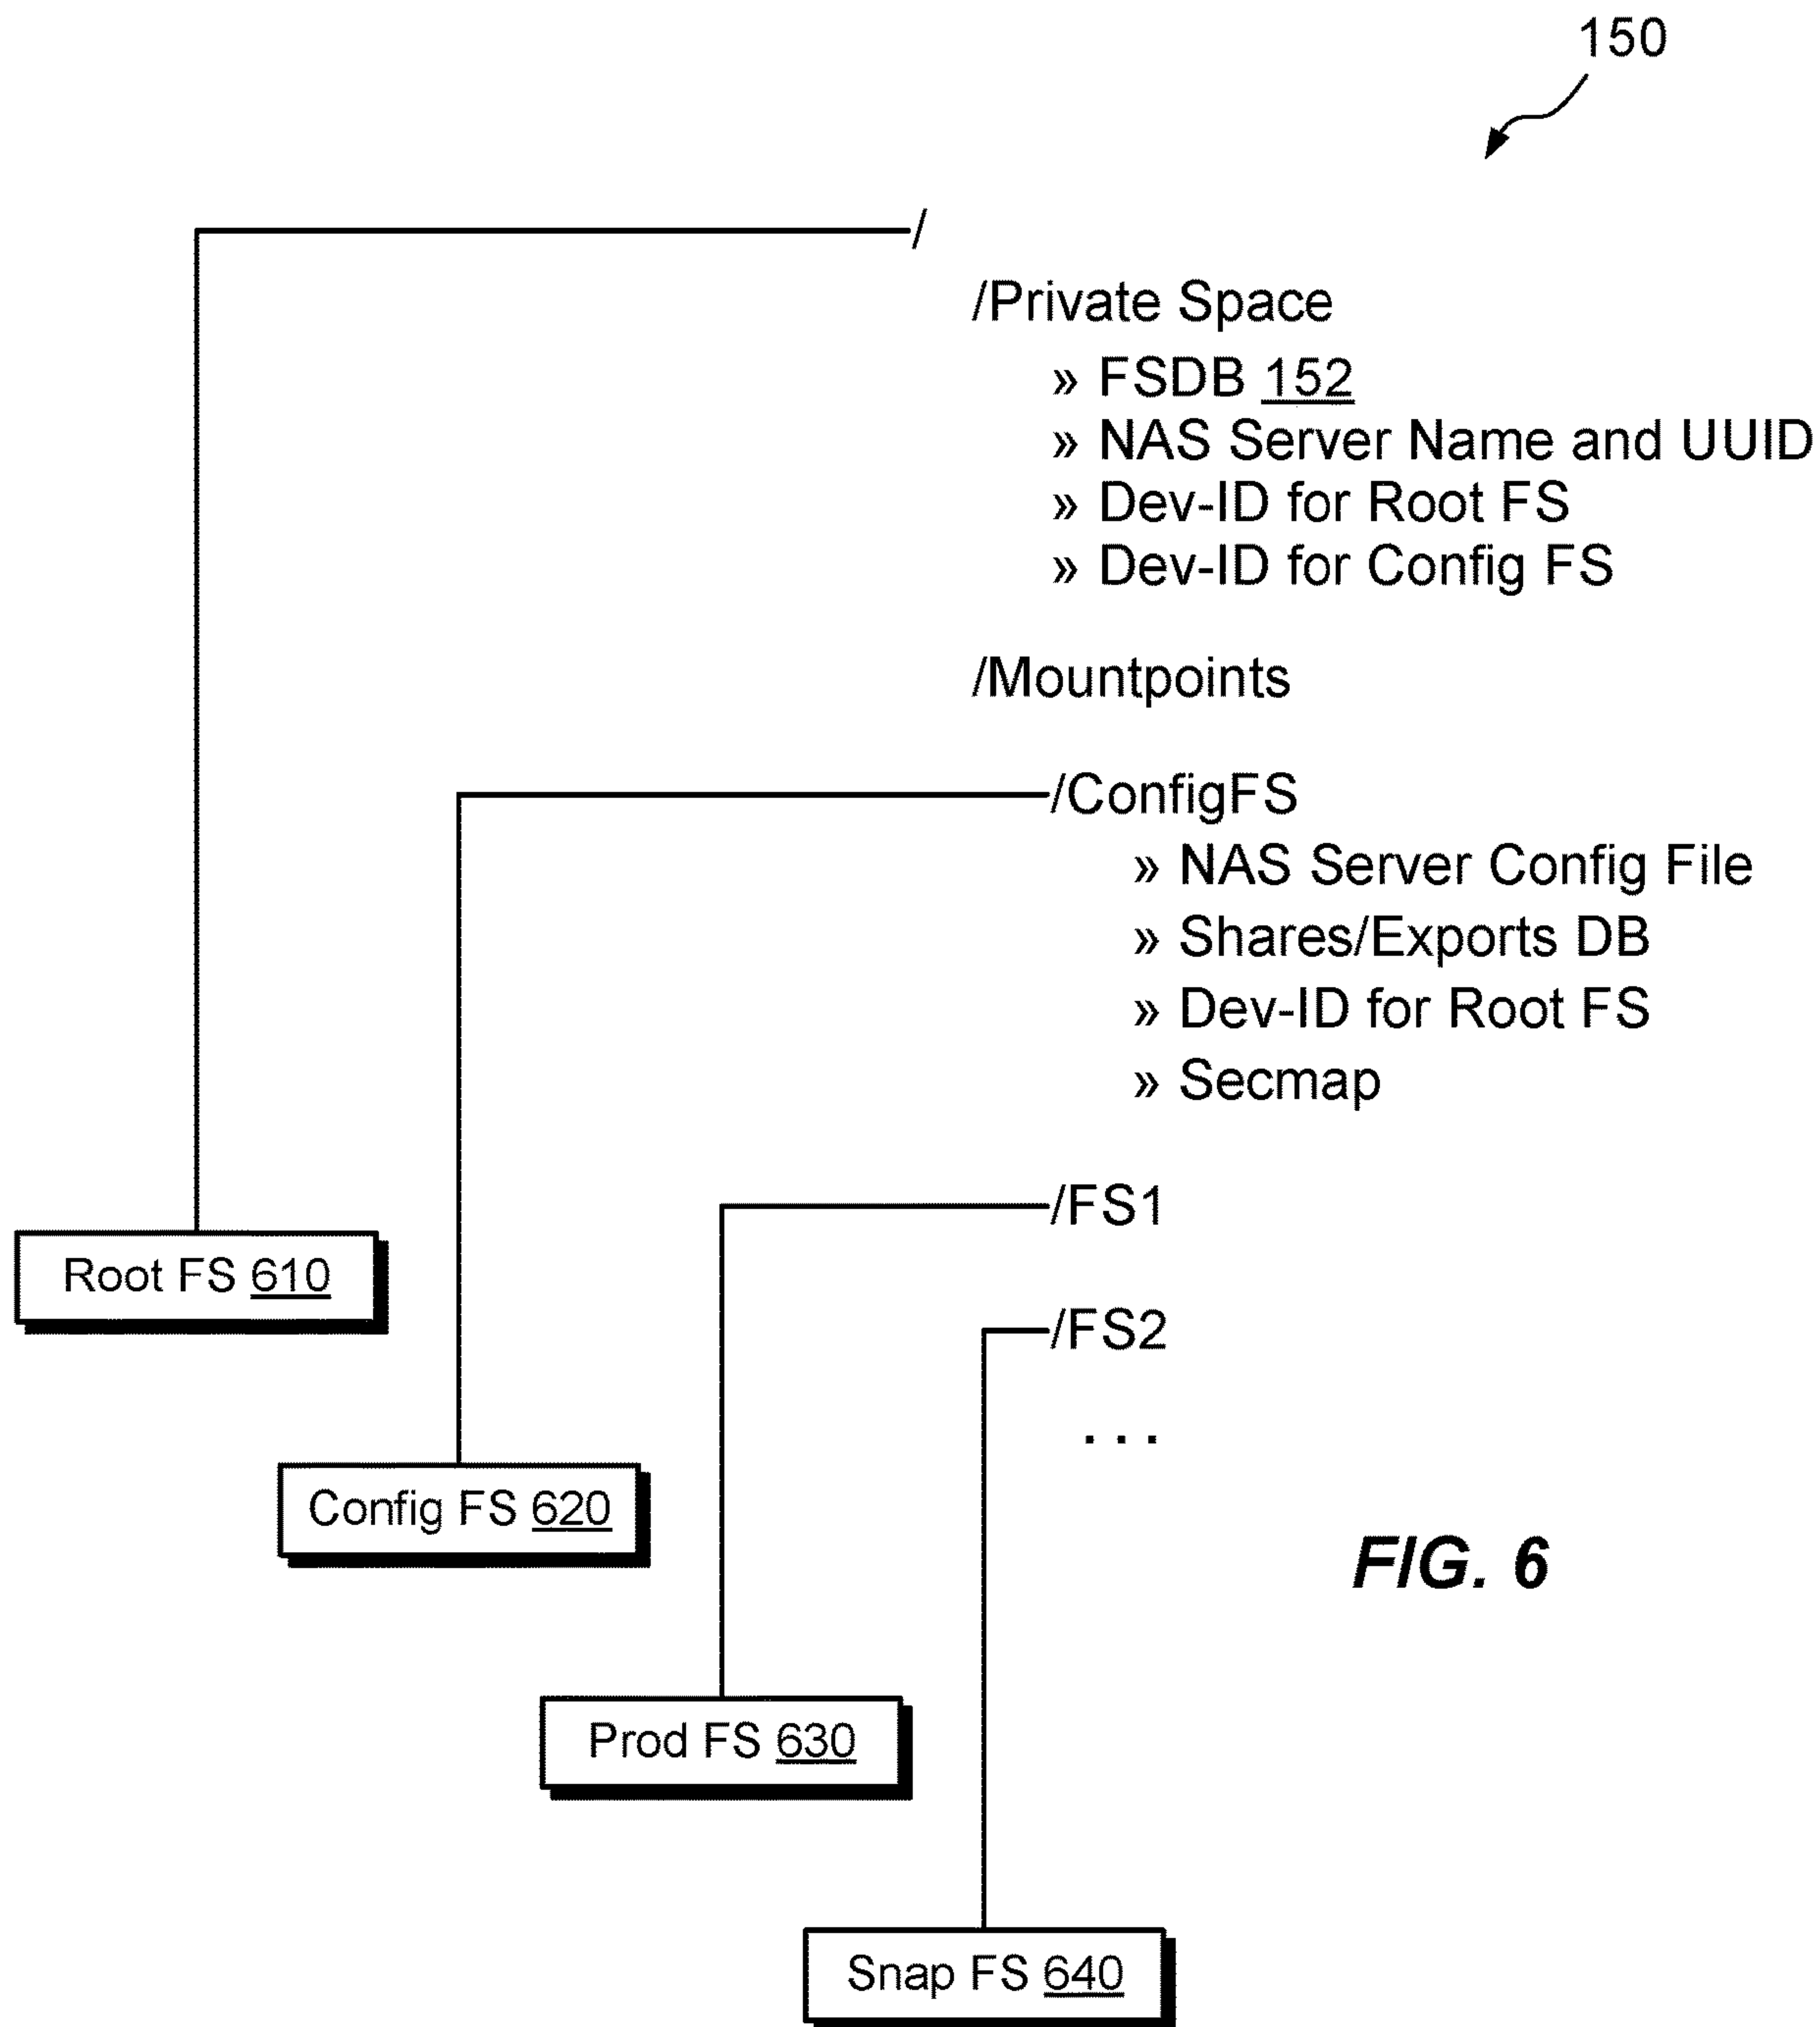 150
/
/Private Space
» FSDB 152
» NAS Server Name and UUID
» Dev-ID for Root FS
» Dev-ID for Config FS
/Mountpoints
/ConfigFS
» NAS Server Config File
» Shares/Exports DB
» Dev-ID for Root FS
» Secmap
/FS1
Root FS 610
/FS2
...
Config FS 620
FIG. 6
Prod FS 630
Snap FS 640